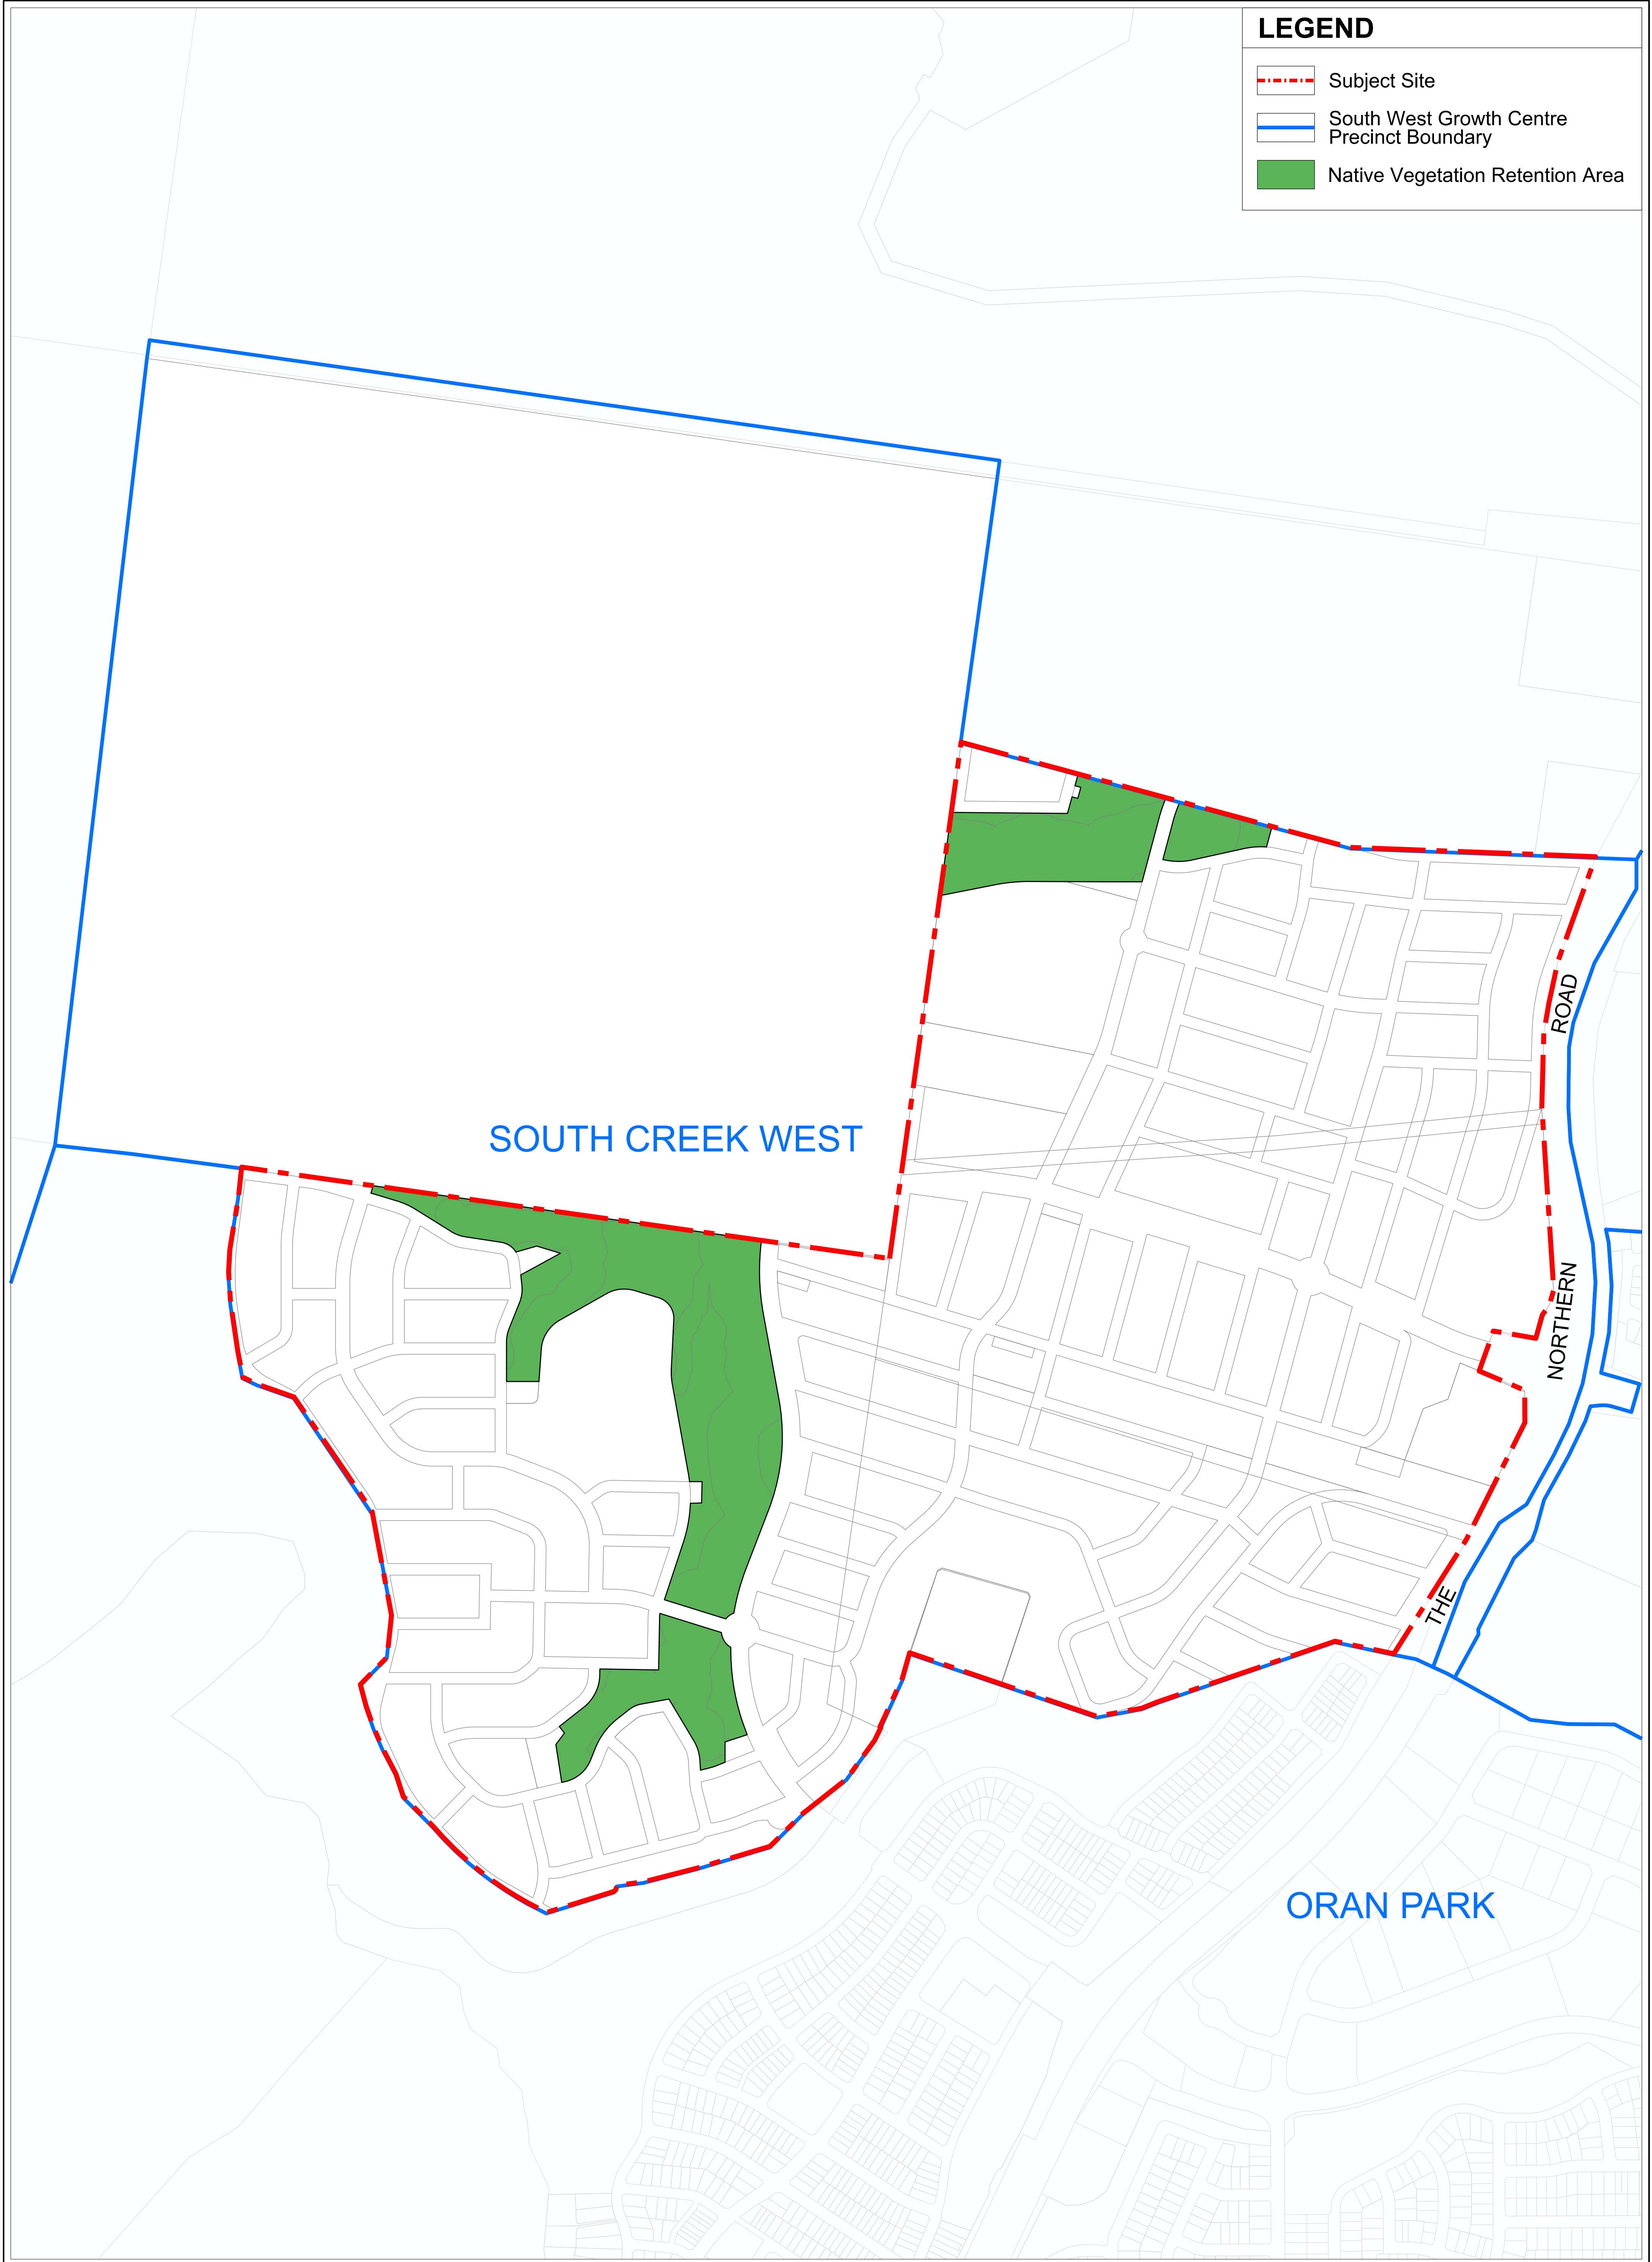 LEGEND
Subject Site
South West Growth Centre
Precinct Boundary
Native Vegetation Retention Area
SOUTH CREEK WEST
THE NORTHERN ROAD
ORAN PARK